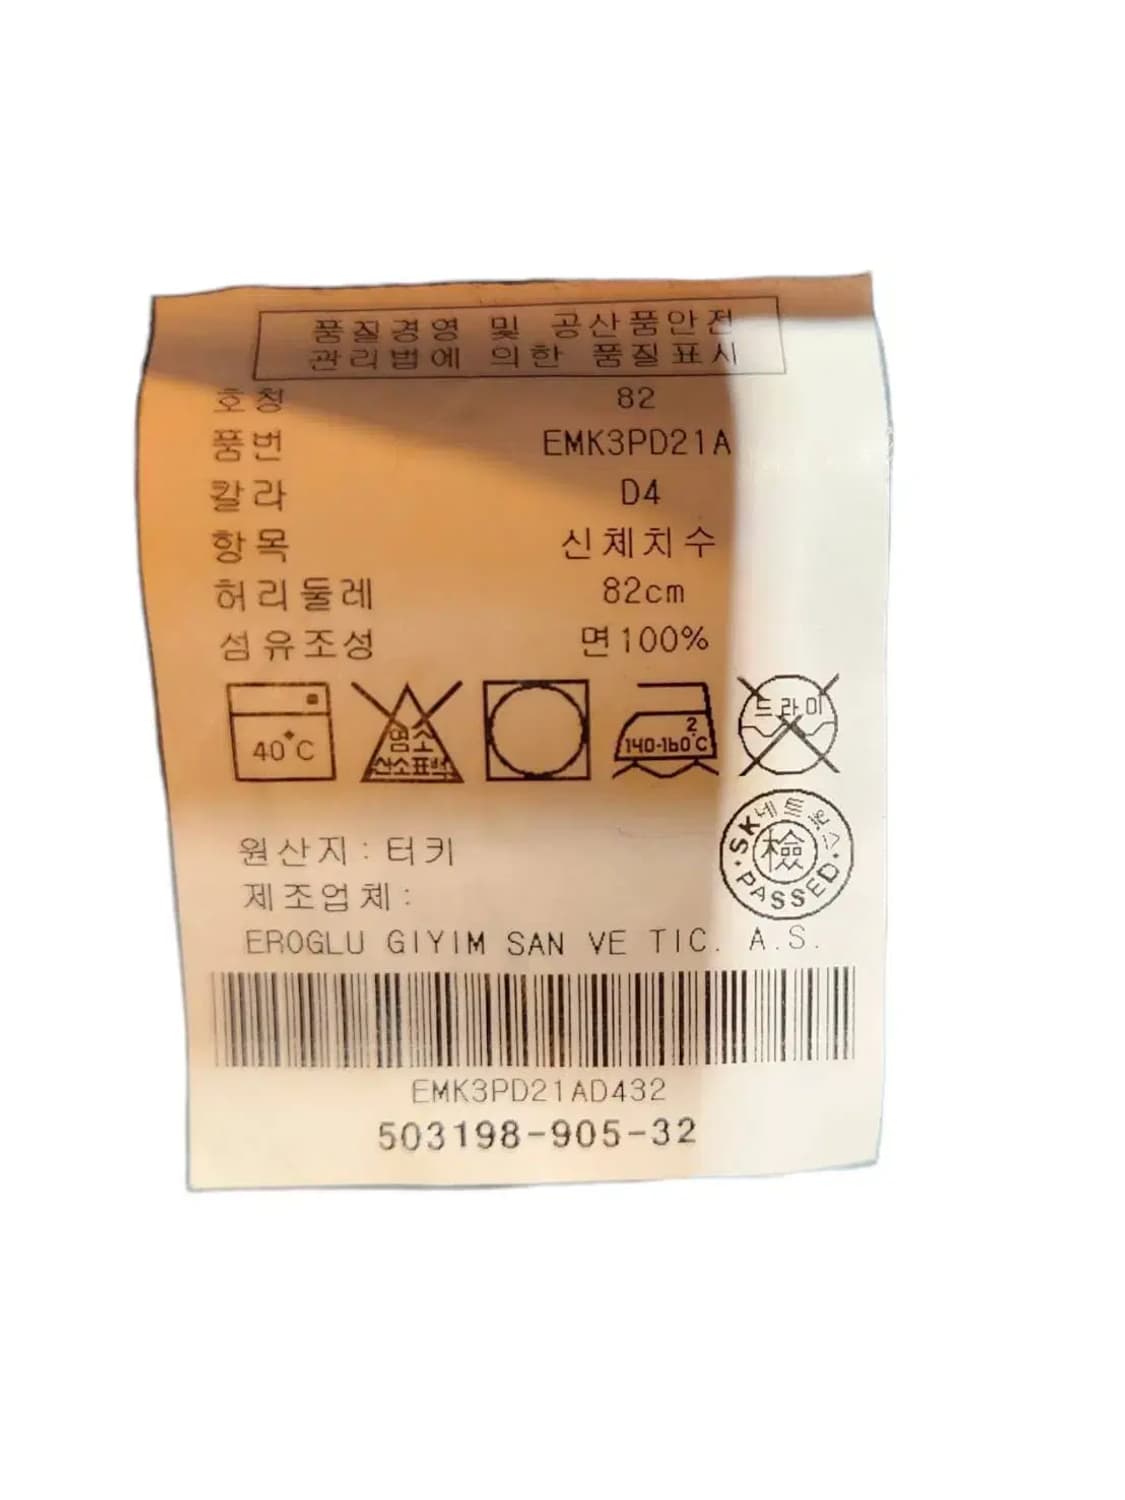 품질경영 및 공산품안전
관리법에 의한 품질표시
호칭 82
품번 EMK3PD21A
칼라 D4
항목 신체치수
허리둘레 82cm
섬유조성 면100%
40°C
염소
산소표백
2
140-160°C
드라이
SK네트웍스
檢
PASSED
원산지 : 터키
제조업체 :
EROGLU GIYIM SAN VE TIC. A.S.
EMK3PD21AD432
503198-905-32